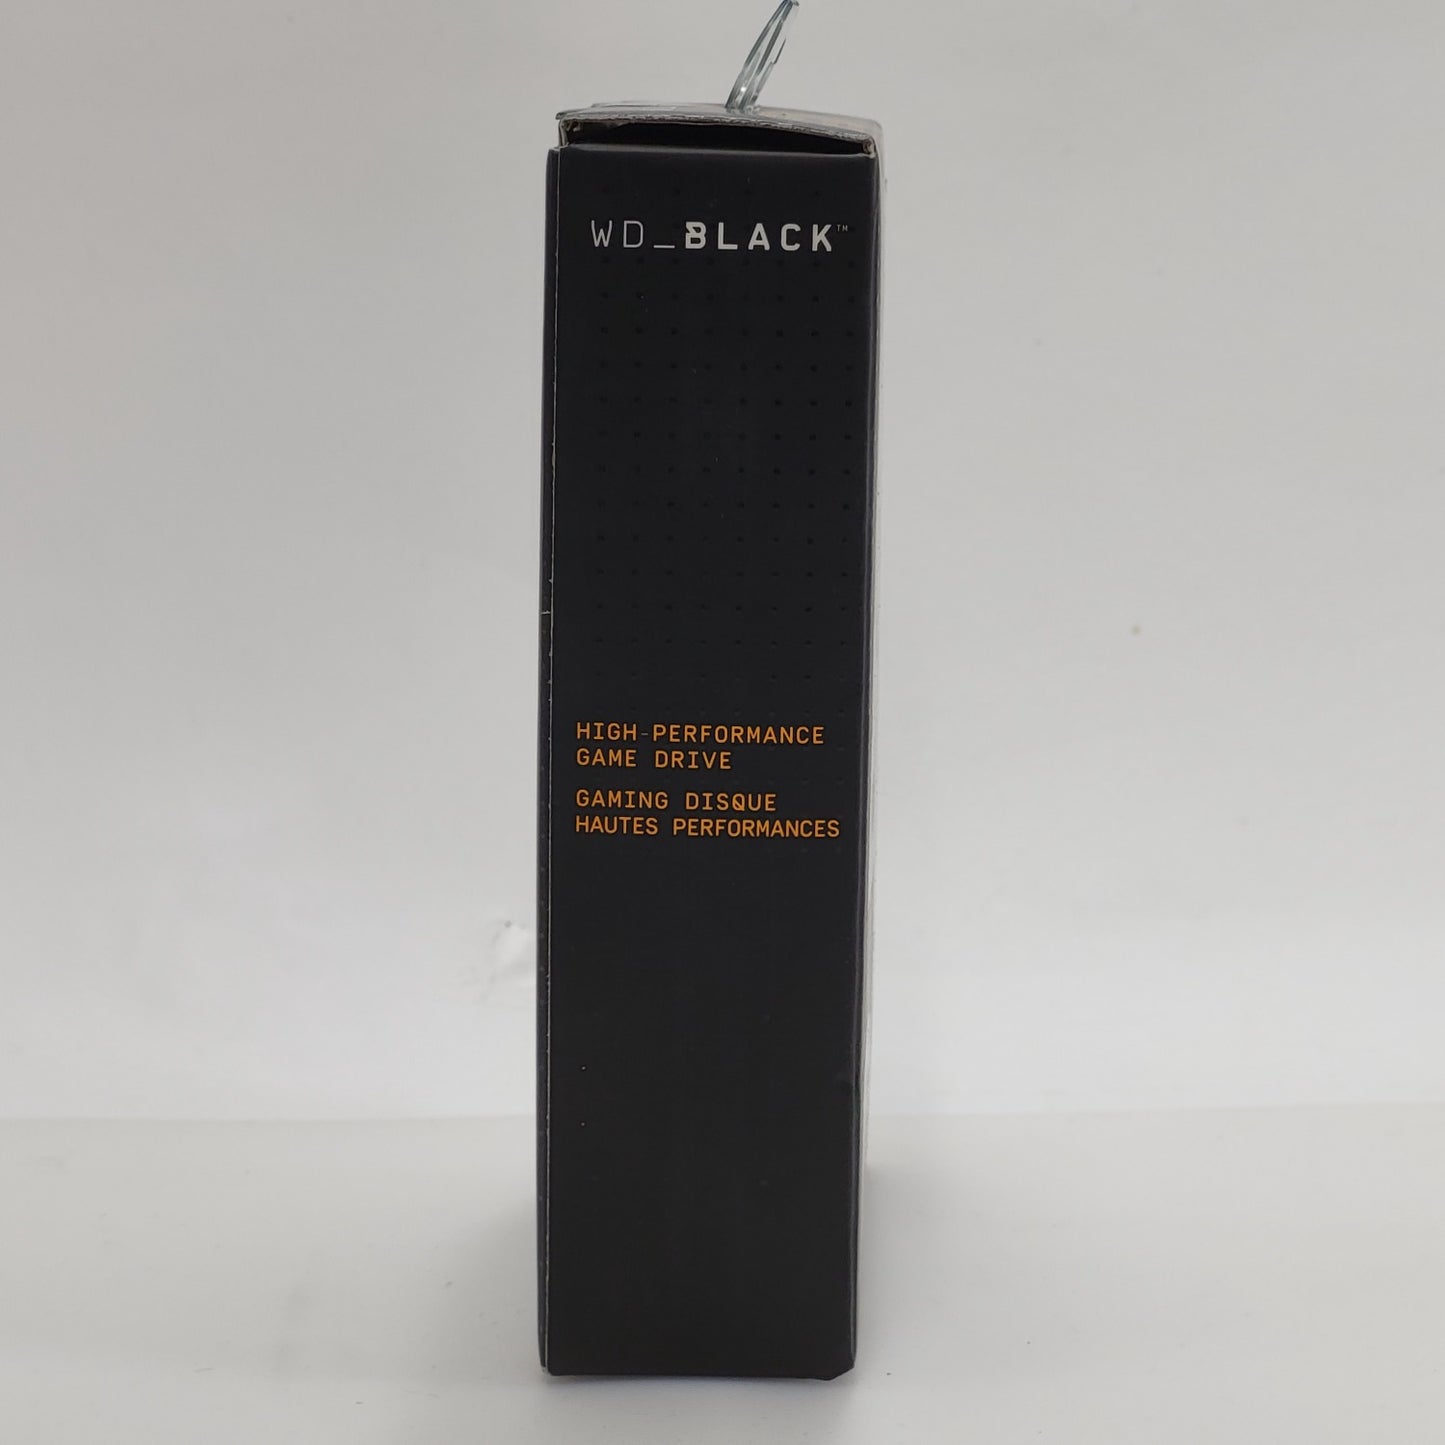 WD_BLACK™
HIGH-PERFORMANCE
GAME DRIVE
GAMING DISQUE
HAUTES PERFORMANCES